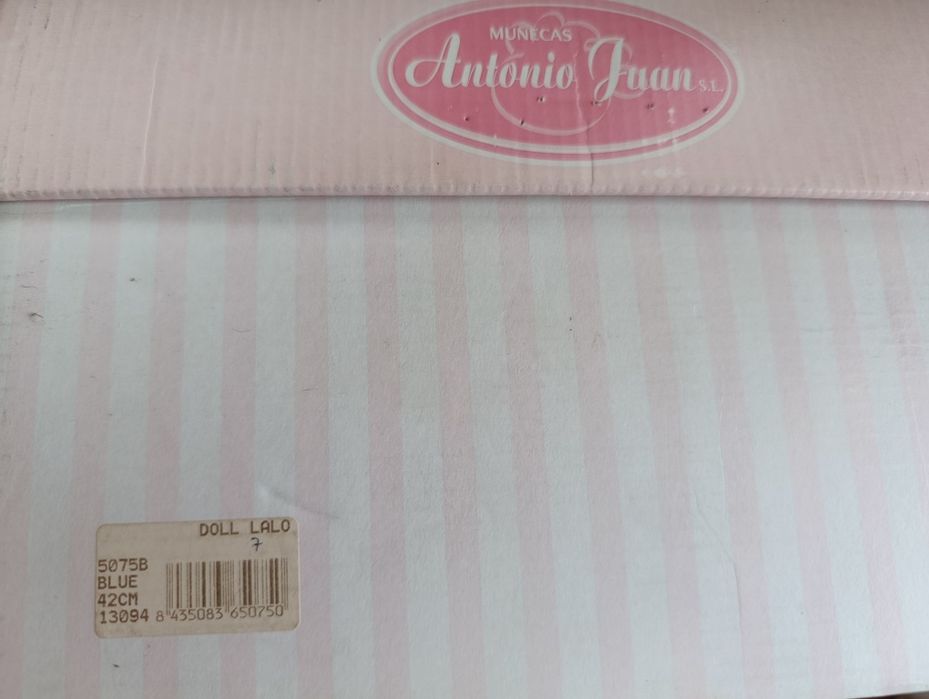 MUÑECAS
Antonio Juan S.L.
DOLL LALO
7
5075B
BLUE
42CM
13094 8 435083 650750